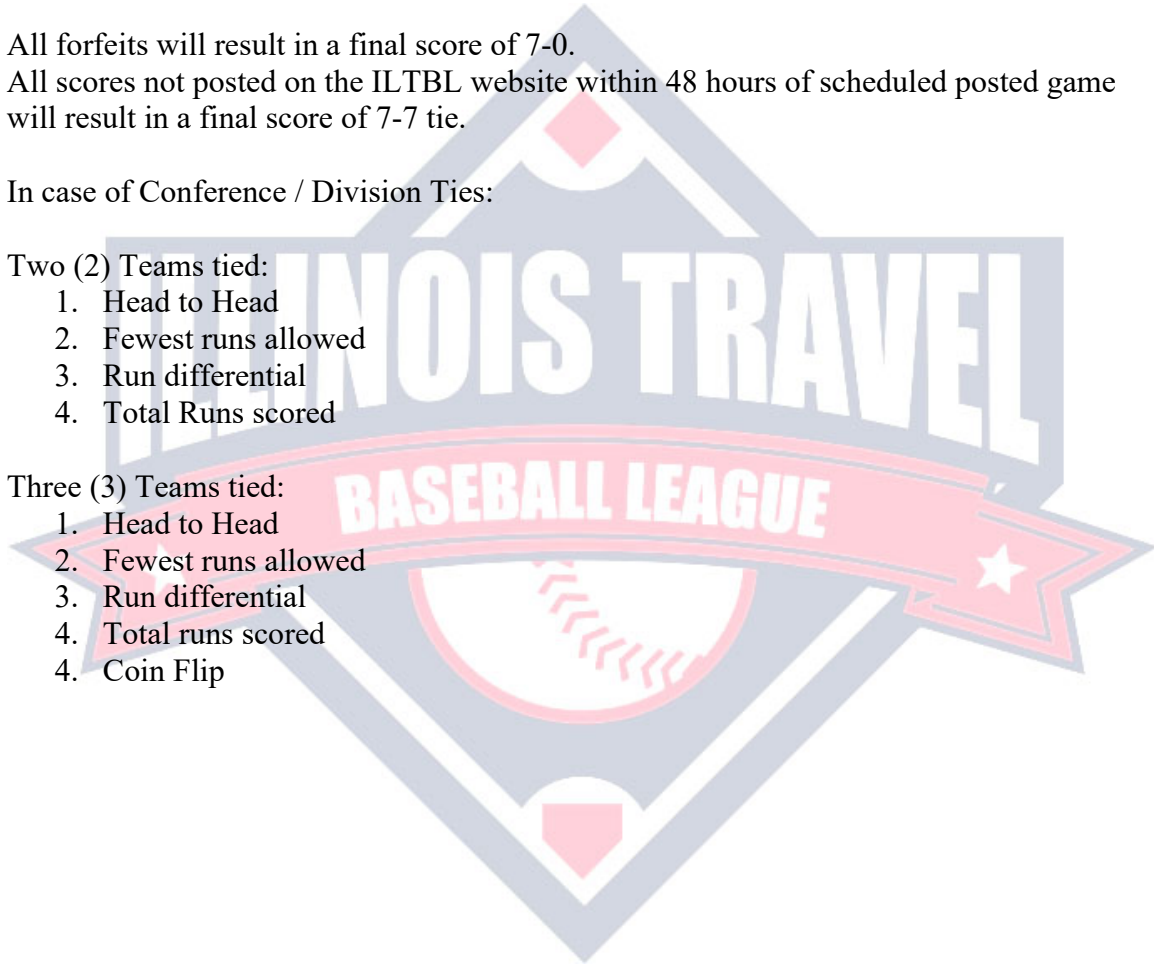 All forfeits will result in a final score of 7-0.
All scores not posted on the ILTBL website within 48 hours of scheduled posted game
will result in a final score of 7-7 tie.
In case of Conference / Division Ties:
Two (2) Teams tied:
1. Head to Head
2. Fewest runs allowed
3. Run differential
4. Total Runs scored
Three (3) Teams tied:
1. Head to Head
2. Fewest runs allowed
3. Run differential
4. Total runs scored
4. Coin Flip
ILLINOIS TRAVEL
BASEBALL LEAGUE